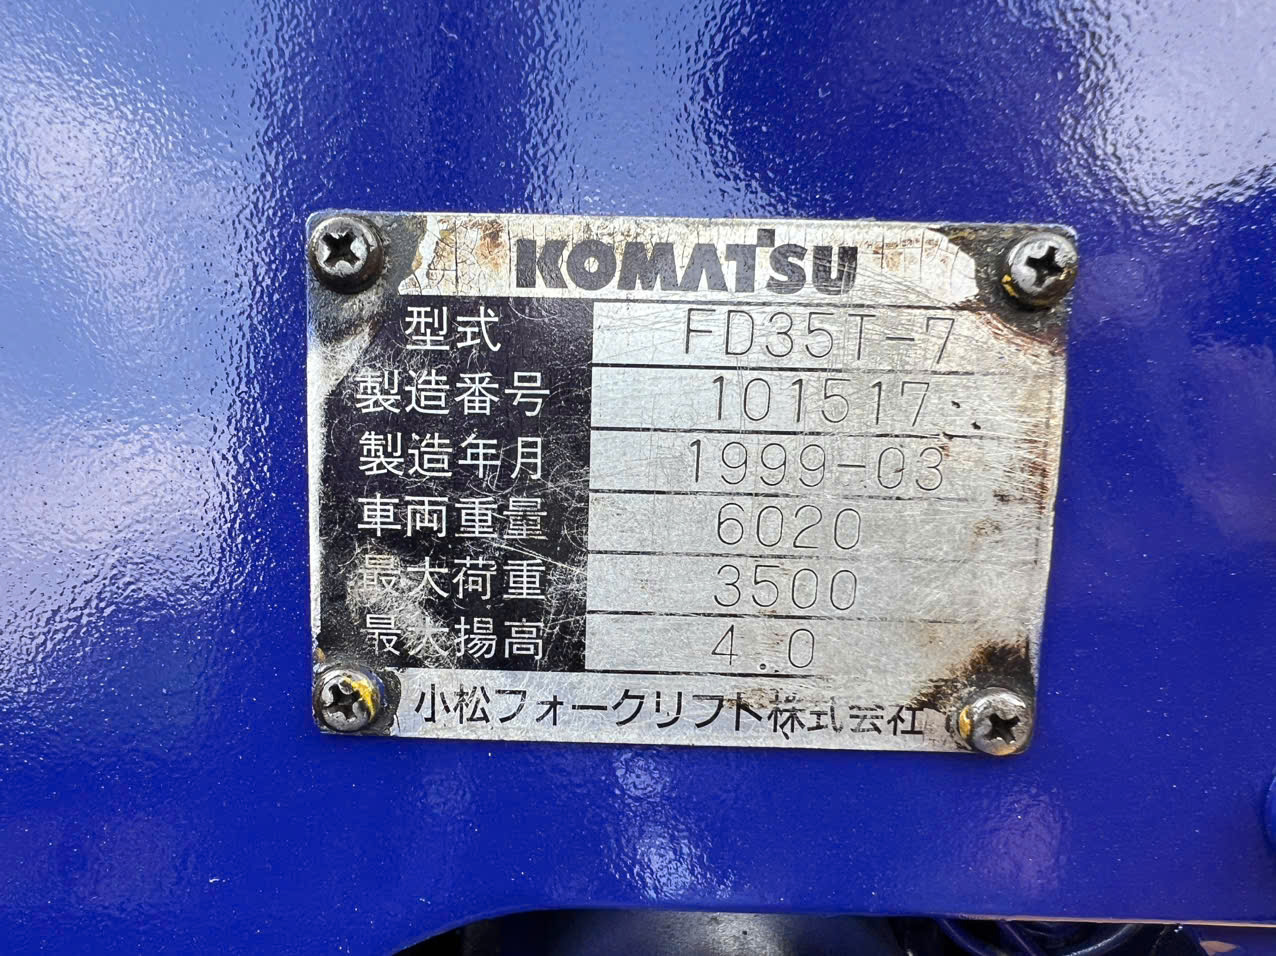 KOMATSU
型式 FD35T-7
製造番号 101517
製造年月 1999-03
車両重量 6020
最大荷重 3500
最大揚高 4.0
小松フォークリフト株式会社